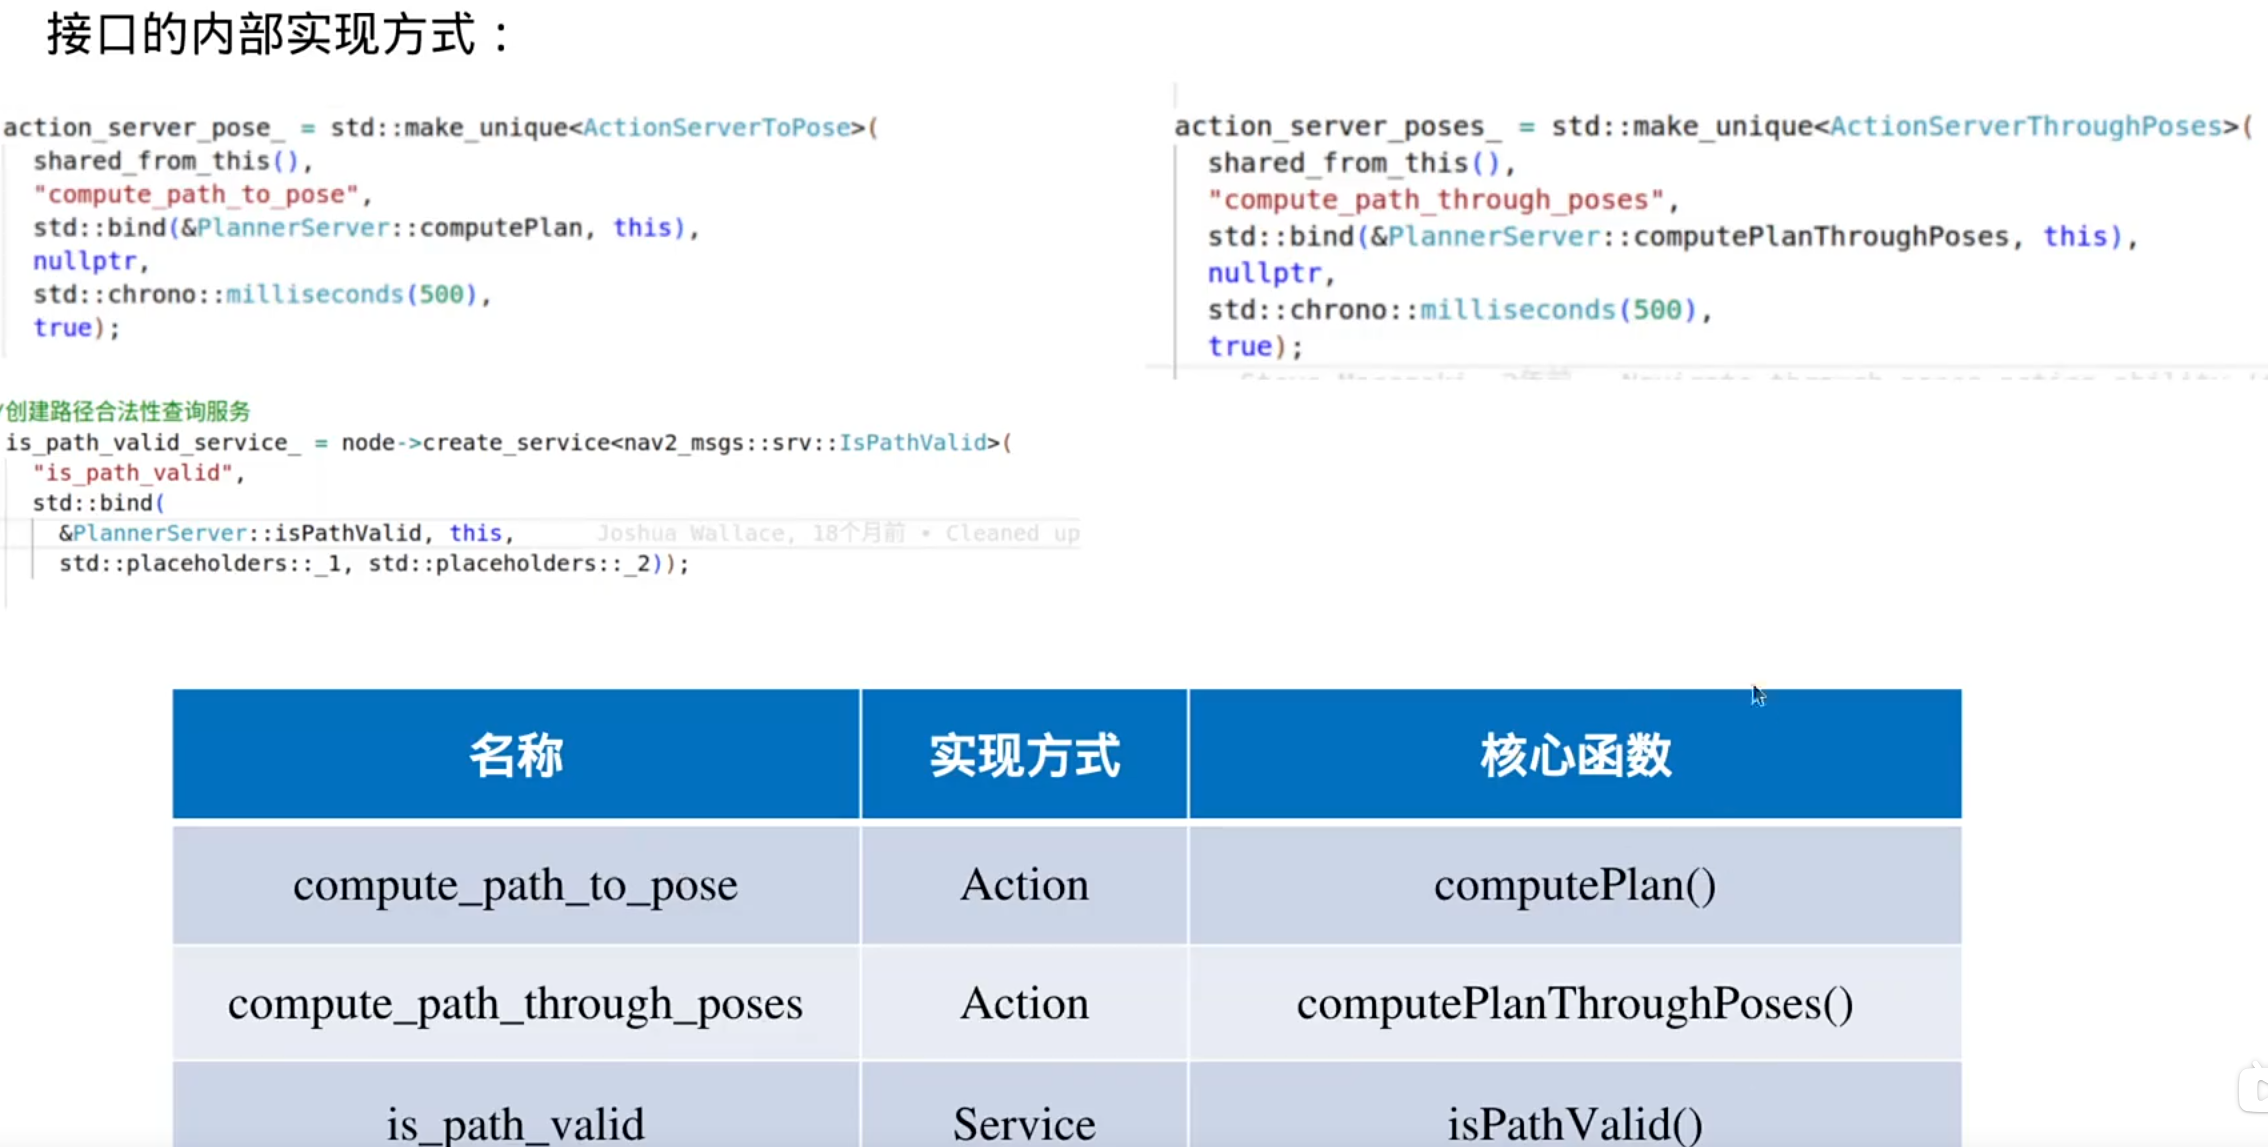 接口的内部实现方式：
action_server_pose_ = std::make_unique<ActionServerToPose>(
shared_from_this(),
"compute_path_to_pose",
std::bind(&PlannerServer::computePlan, this),
nullptr,
std::chrono::milliseconds(500),
true);
action_server_poses_ = std::make_unique<ActionServerThroughPoses>(
shared_from_this(),
"compute_path_through_poses",
std::bind(&PlannerServer::computePlanThroughPoses, this),
nullptr,
std::chrono::milliseconds(500),
true);
/创建路径合法性查询服务
is_path_valid_service_ = node->create_service<nav2_msgs::srv::IsPathValid>(
"is_path_valid",
std::bind(
&PlannerServer::isPathValid, this, Joshua Wallace, 18个月前 • Cleaned up
std::placeholders::_1, std::placeholders::_2));
名称 实现方式 核心函数
compute_path_to_pose Action computePlan()
compute_path_through_poses Action computePlanThroughPoses()
is_path_valid Service isPathValid()